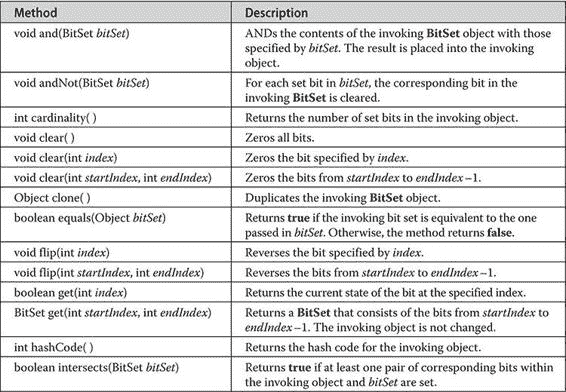 Method Description
void and(BitSet bitSet) ANDs the contents of the invoking BitSet object with those
specified by bitSet. The result is placed into the invoking
object.
void andNot(BitSet bitSet) For each set bit in bitSet, the corresponding bit in the
invoking BitSet is cleared.
int cardinality( ) Returns the number of set bits in the invoking object.
void clear( ) Zeros all bits.
void clear(int index) Zeros the bit specified by index.
void clear(int startIndex, int endIndex) Zeros the bits from startIndex to endIndex–1.
Object clone( ) Duplicates the invoking BitSet object.
boolean equals(Object bitSet) Returns true if the invoking bit set is equivalent to the one
passed in bitSet. Otherwise, the method returns false.
void flip(int index) Reverses the bit specified by index.
void flip(int startIndex, int endIndex) Reverses the bits from startIndex to endIndex–1.
boolean get(int index) Returns the current state of the bit at the specified index.
BitSet get(int startIndex, int endIndex) Returns a BitSet that consists of the bits from startIndex to
endIndex–1. The invoking object is not changed.
int hashCode( ) Returns the hash code for the invoking object.
boolean intersects(BitSet bitSet) Returns true if at least one pair of corresponding bits within
the invoking object and bitSet are set.